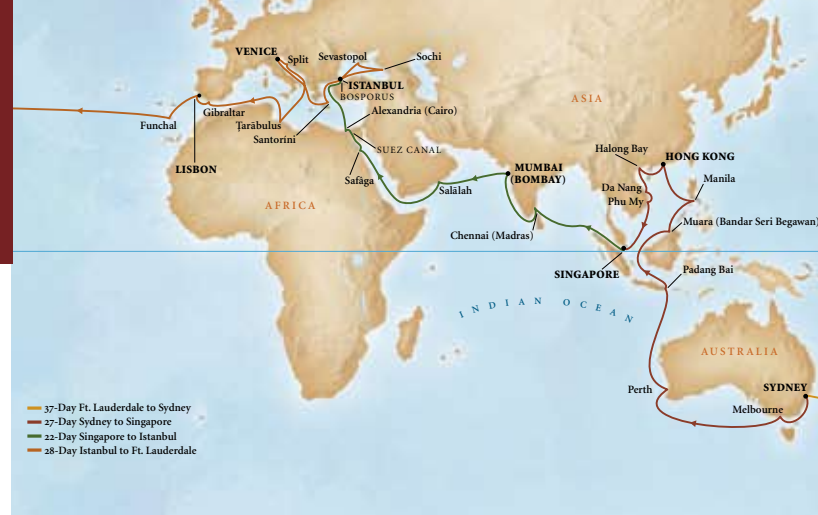 VENICE
Split
Sevastopol
Sochi
ISTANBUL
BOSPORUS
Gibraltar
Alexandria (Cairo)
Funchal
Ṭarābulus
Santoríni
SUEZ CANAL
LISBON
Safâga
AFRICA
Salālah
MUMBAI
(BOMBAY)
Chennai (Madras)
ASIA
Halong Bay
HONG KONG
Da Nang
Phu My
Manila
Muara (Bandar Seri Begawan)
SINGAPORE
Padang Bai
INDIAN OCEAN
AUSTRALIA
Perth
SYDNEY
Melbourne
37-Day Ft. Lauderdale to Sydney
27-Day Sydney to Singapore
22-Day Singapore to Istanbul
28-Day Istanbul to Ft. Lauderdale